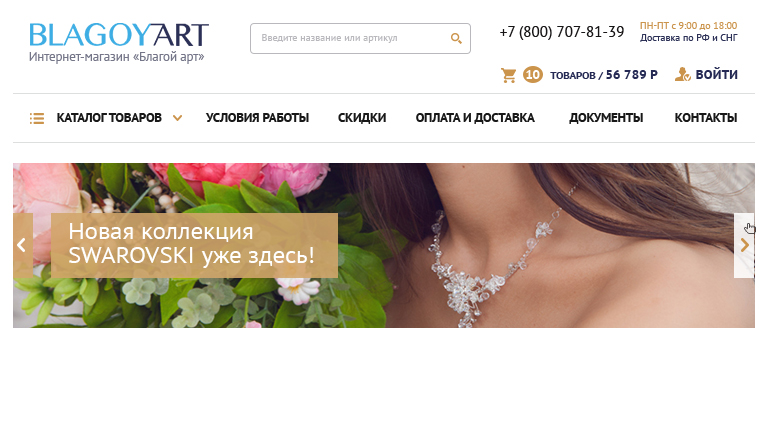 BLAGOYART
Интернет-магазин «Благой арт»
Введите название или артикул
+7 (800) 707-81-39
ПН-ПТ с 9:00 до 18:00
Доставка по РФ и СНГ
10 ТОВАРОВ / 56 789 Р
ВОЙТИ
КАТАЛОГ ТОВАРОВ УСЛОВИЯ РАБОТЫ СКИДКИ ОПЛАТА И ДОСТАВКА ДОКУМЕНТЫ КОНТАКТЫ
Новая коллекция
SWAROVSKI уже здесь!